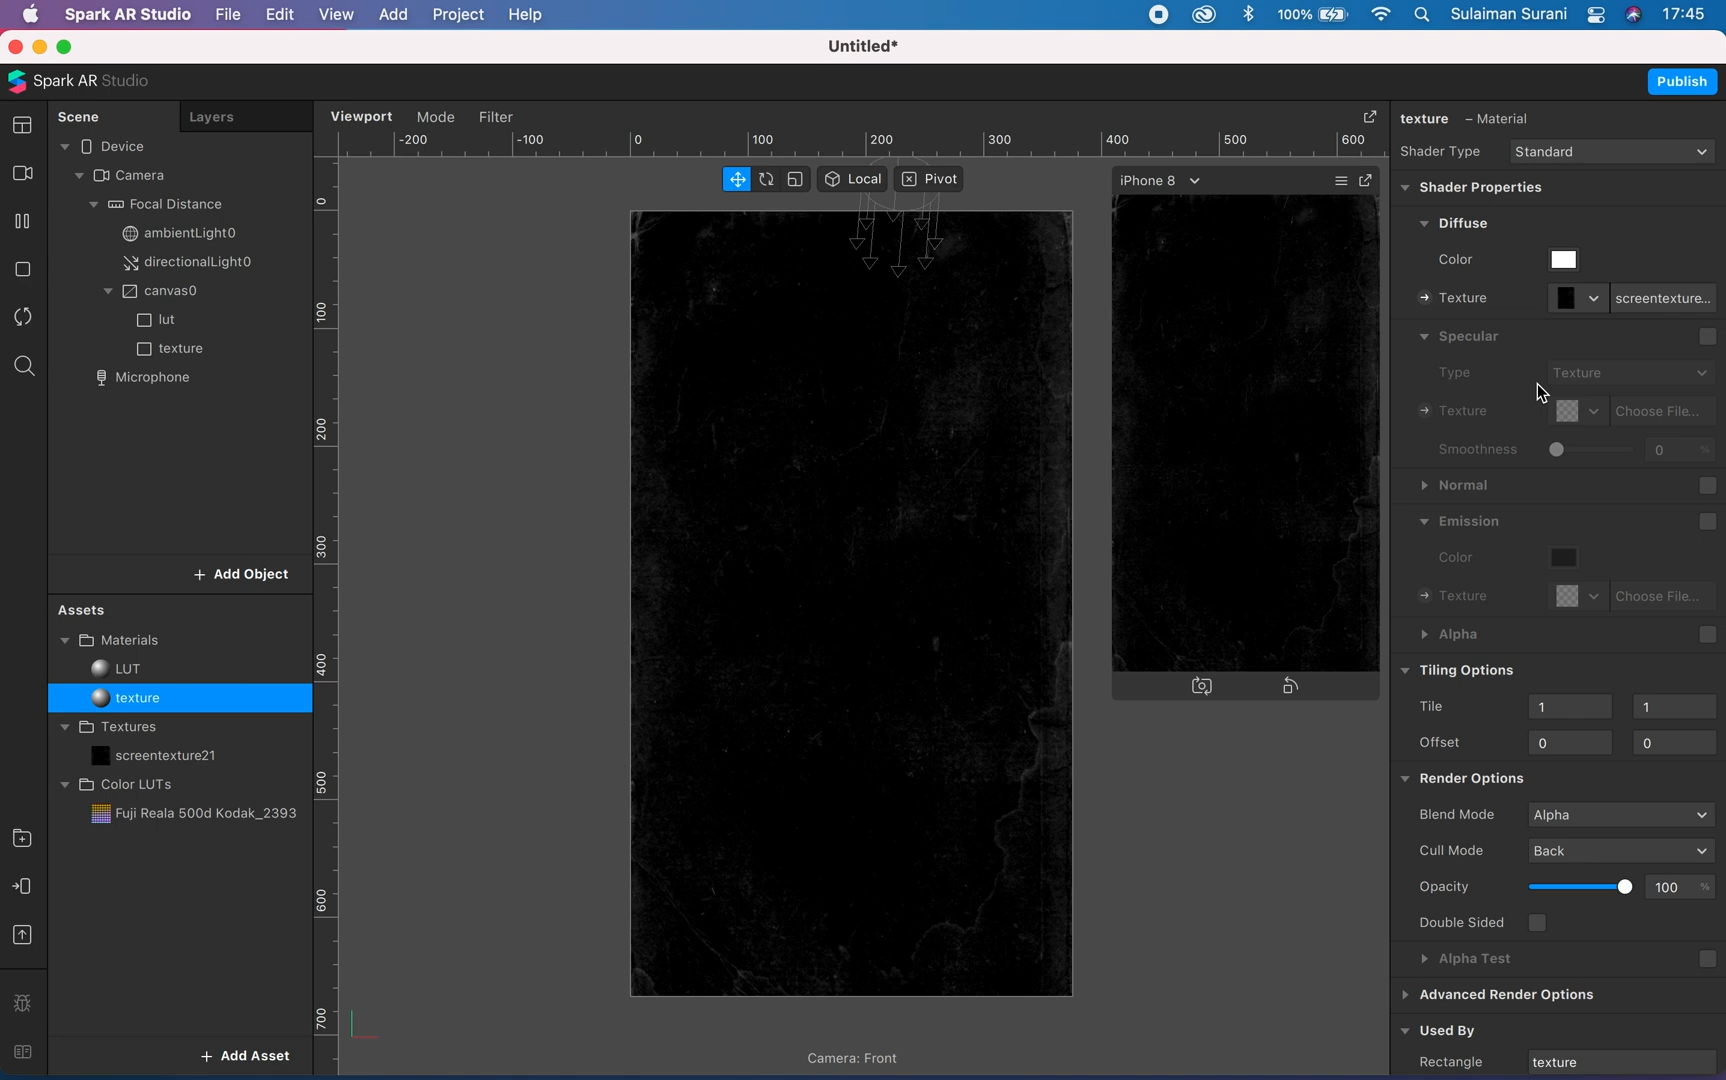 Spark AR Studio File Edit View Add Project Help 100% Sulaiman Surani 17:45
Untitled*
Spark AR Studio
Publish
Scene Layers
Device
Camera
Focal Distance
ambientLight0
directionalLight0
canvas0
lut
texture
Microphone
+ Add Object
Assets
Materials
LUT
texture
Textures
screentexture21
Color LUTs
Fuji Reala 500d Kodak_2393
+ Add Asset
Viewport Mode Filter
-200 -100 0 100 200 300 400 500 600
0
100
200
300
400
500
600
700
Local Pivot
iPhone 8
Camera: Front
texture – Material
Shader Type Standard
Shader Properties
Diffuse
Color
Texture screentexture...
Specular
Type Texture
Texture Choose File...
Smoothness 0 %
Normal
Emission
Color
Texture Choose File...
Alpha
Tiling Options
Tile 1 1
Offset 0 0
Render Options
Blend Mode Alpha
Cull Mode Back
Opacity 100 %
Double Sided
Alpha Test
Advanced Render Options
Used By
Rectangle texture